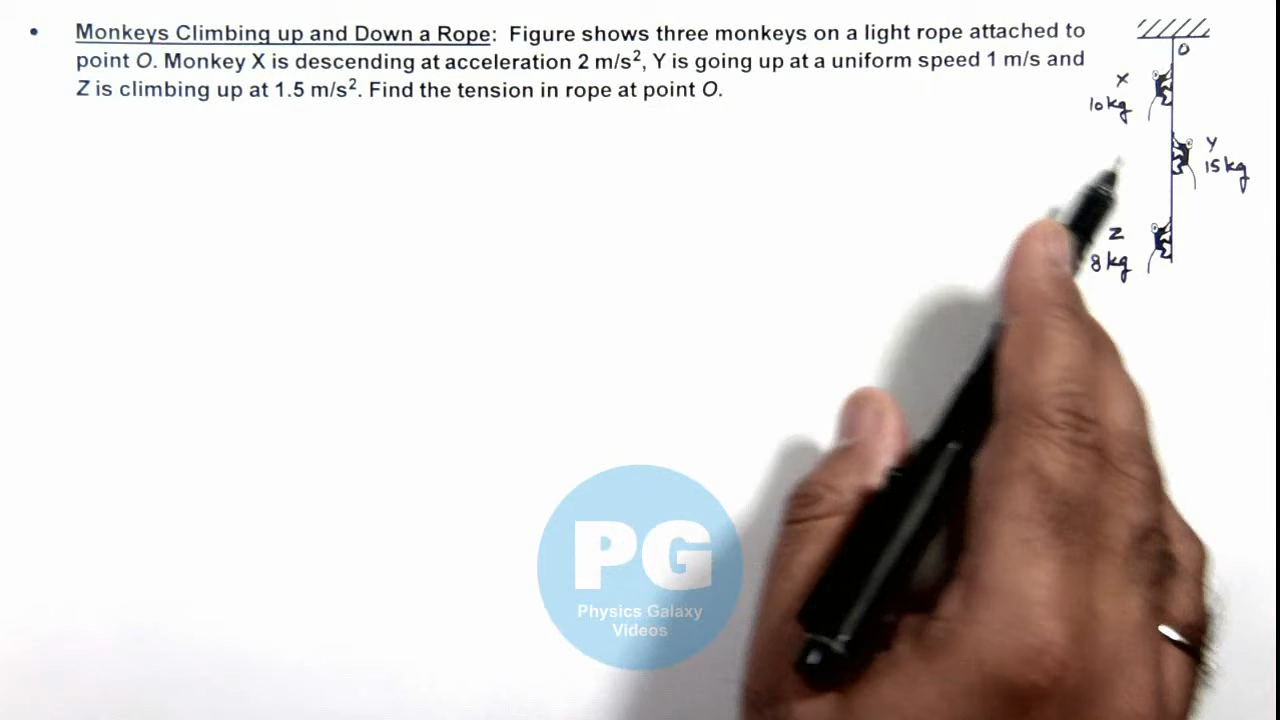 • Monkeys Climbing up and Down a Rope: Figure shows three monkeys on a light rope attached to
point O. Monkey X is descending at acceleration 2 m/s², Y is going up at a uniform speed 1 m/s and
Z is climbing up at 1.5 m/s². Find the tension in rope at point O.
O
X
10kg
Y
15kg
Z
8kg
PG
Physics Galaxy
Videos